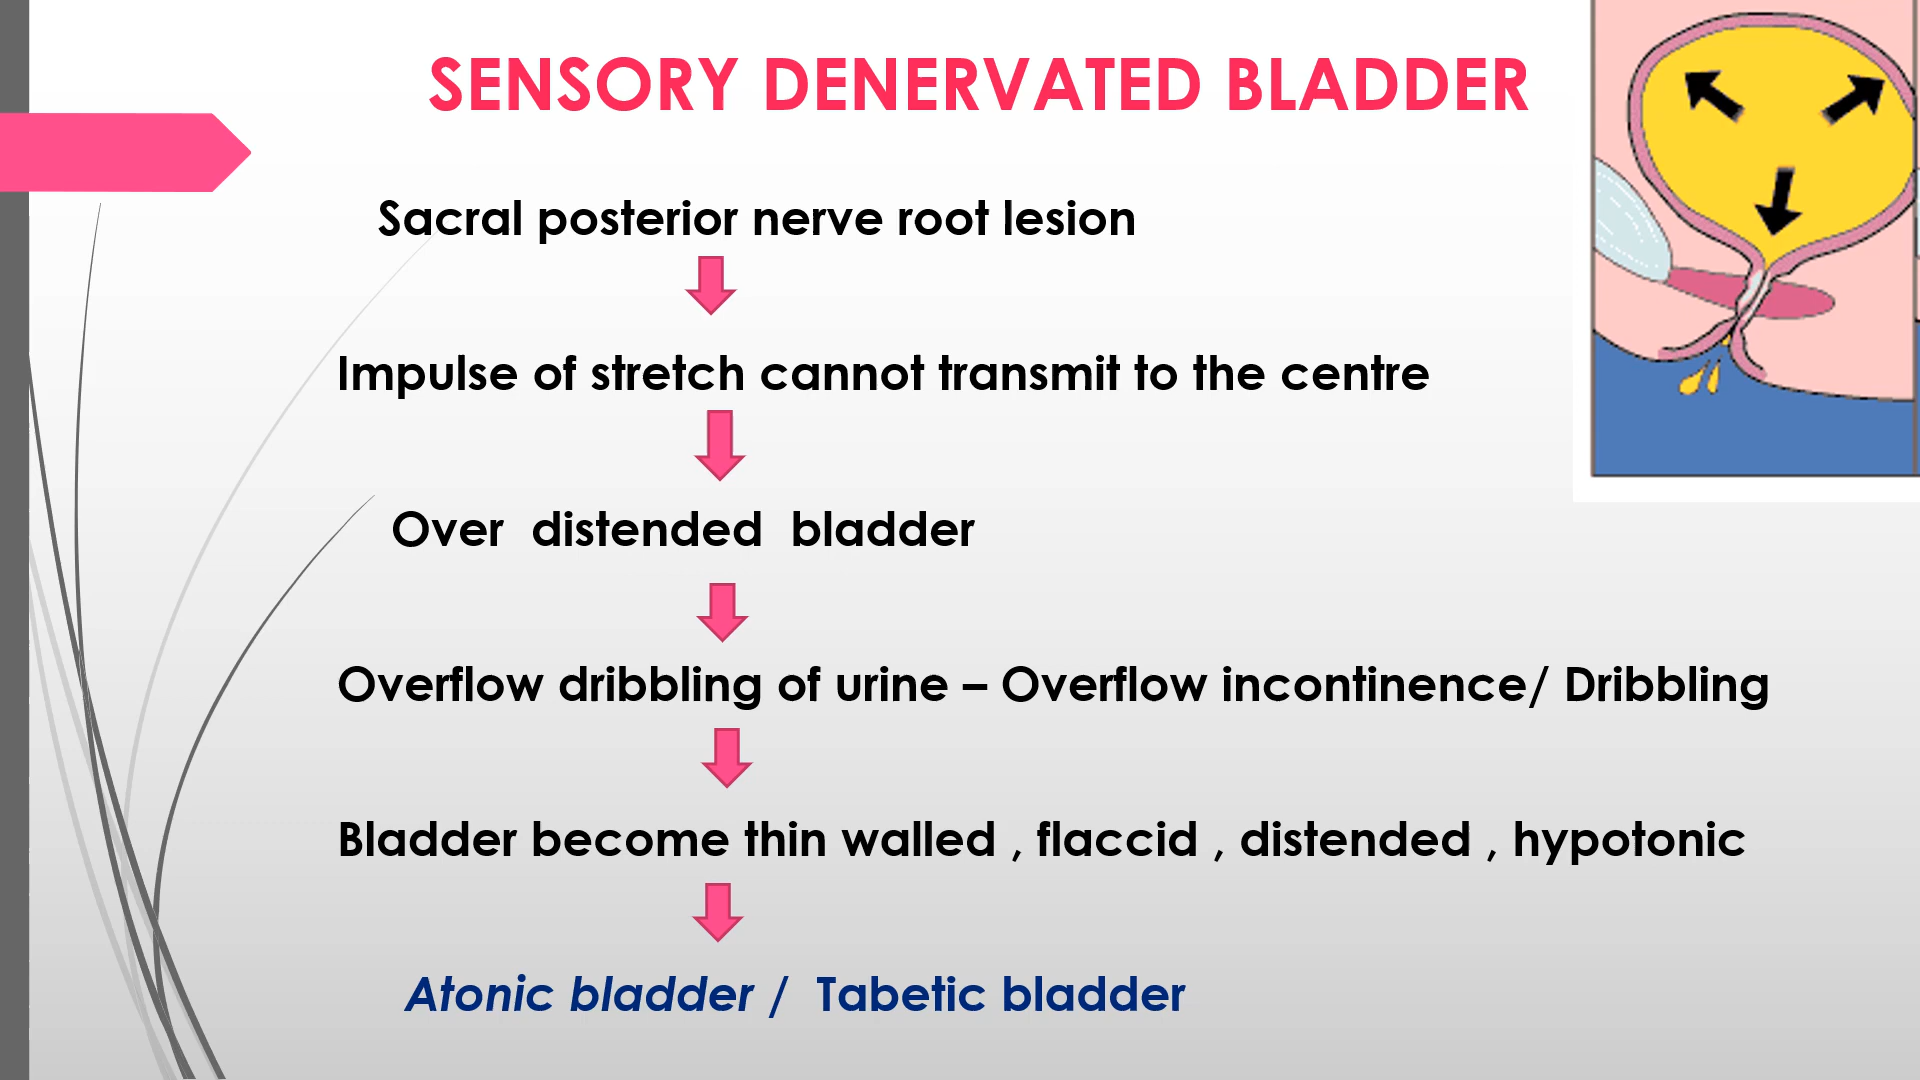 SENSORY DENERVATED BLADDER
Sacral posterior nerve root lesion
Impulse of stretch cannot transmit to the centre
Over distended bladder
Overflow dribbling of urine – Overflow incontinence/ Dribbling
Bladder become thin walled , flaccid , distended , hypotonic
Atonic bladder / Tabetic bladder